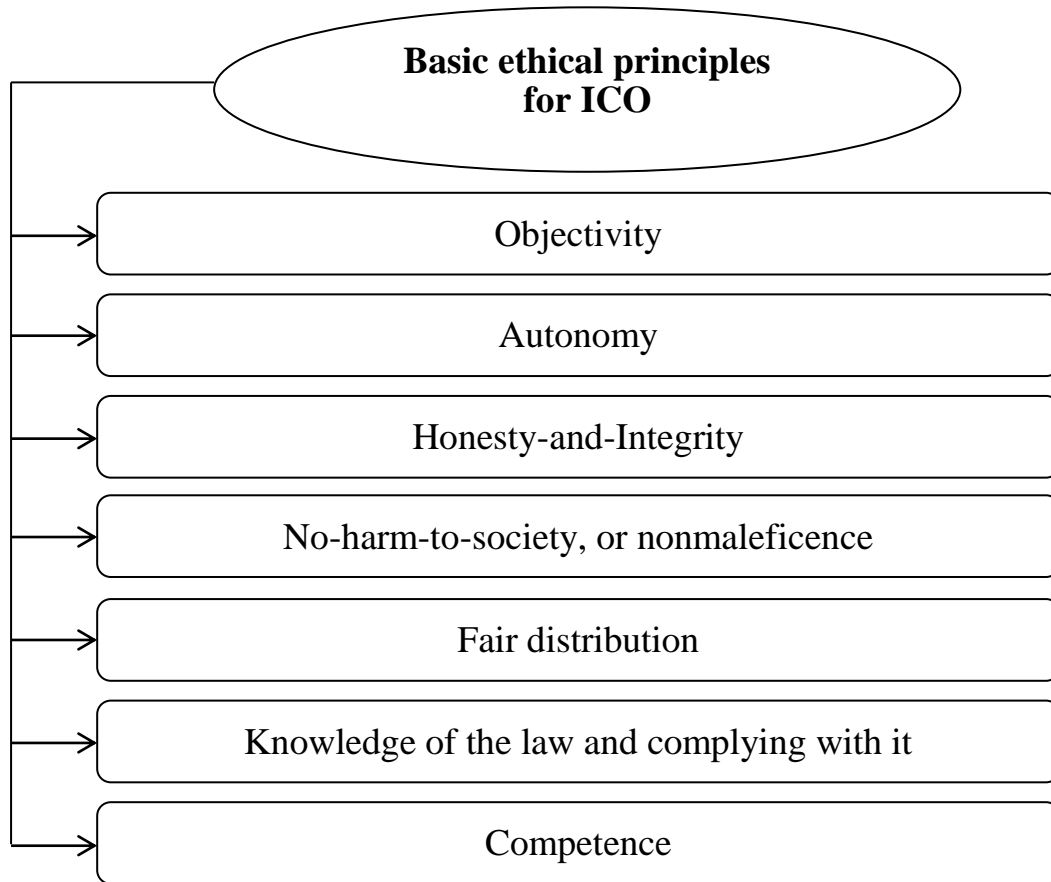 Basic ethical principles
for ICO
Objectivity
Autonomy
Honesty-and-Integrity
No-harm-to-society, or nonmaleficence
Fair distribution
Knowledge of the law and complying with it
Competence